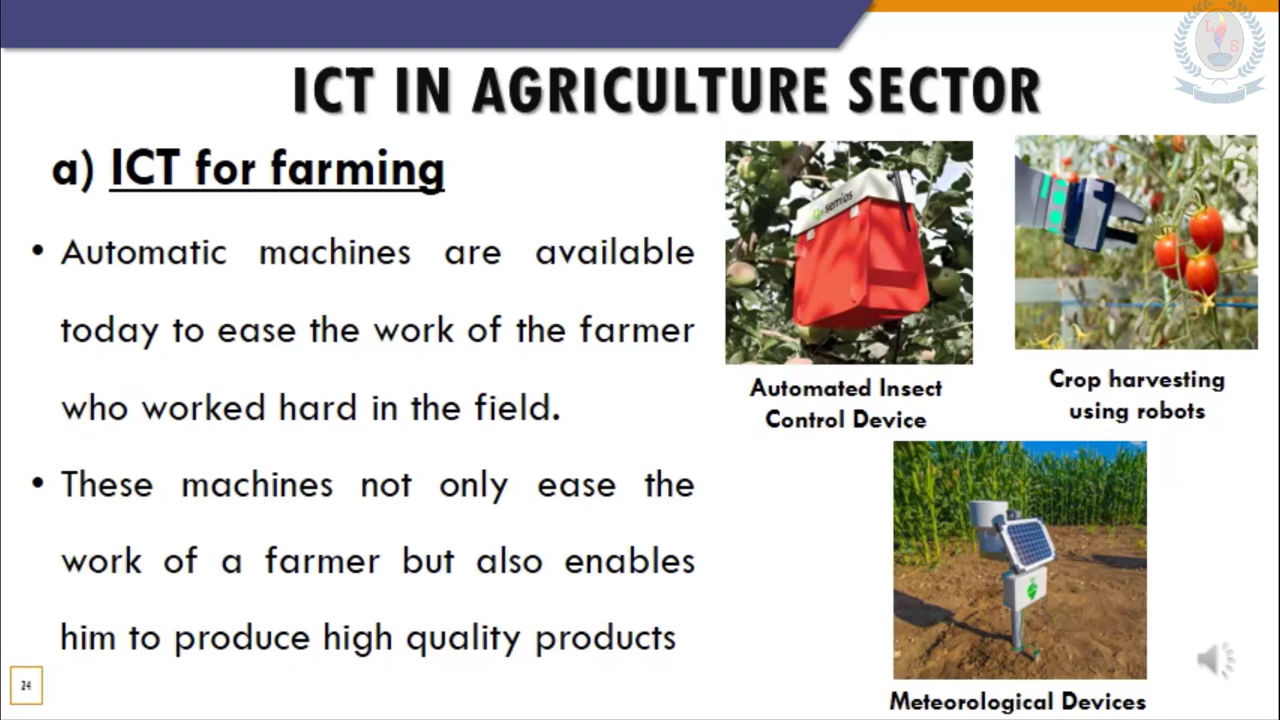 L
S
ICT IN AGRICULTURE SECTOR
a) ICT for farming
• Automatic machines are available
today to ease the work of the farmer
who worked hard in the field.
• These machines not only ease the
work of a farmer but also enables
him to produce high quality products
semios
Automated Insect
Control Device
Crop harvesting
using robots
Meteorological Devices
24